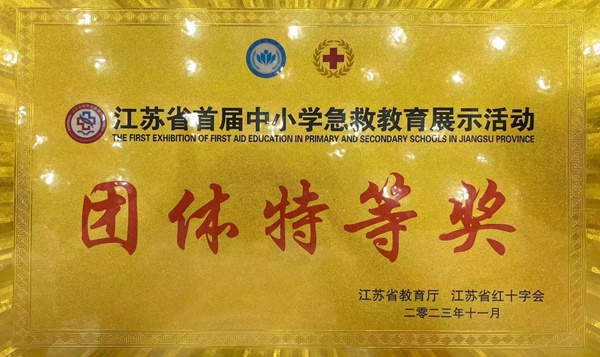 江苏省首届中小学急救教育展示活动
THE FIRST EXHIBITION OF FIRST AID EDUCATION IN PRIMARY AND SECONDARY SCHOOLS IN JIANGSU PROVINCE
团体特等奖
江苏省教育厅 江苏省红十字会
二〇二三年十一月